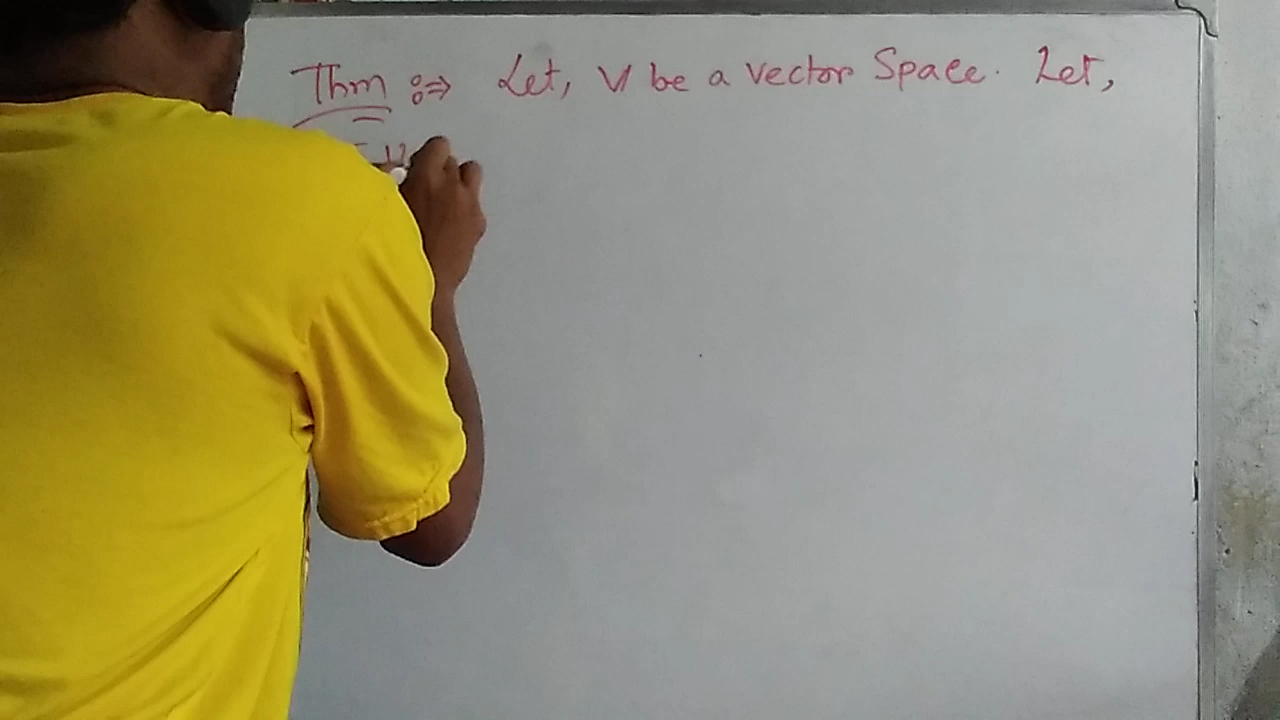 Thm :⇒ Let, V be a vector Space. Let,